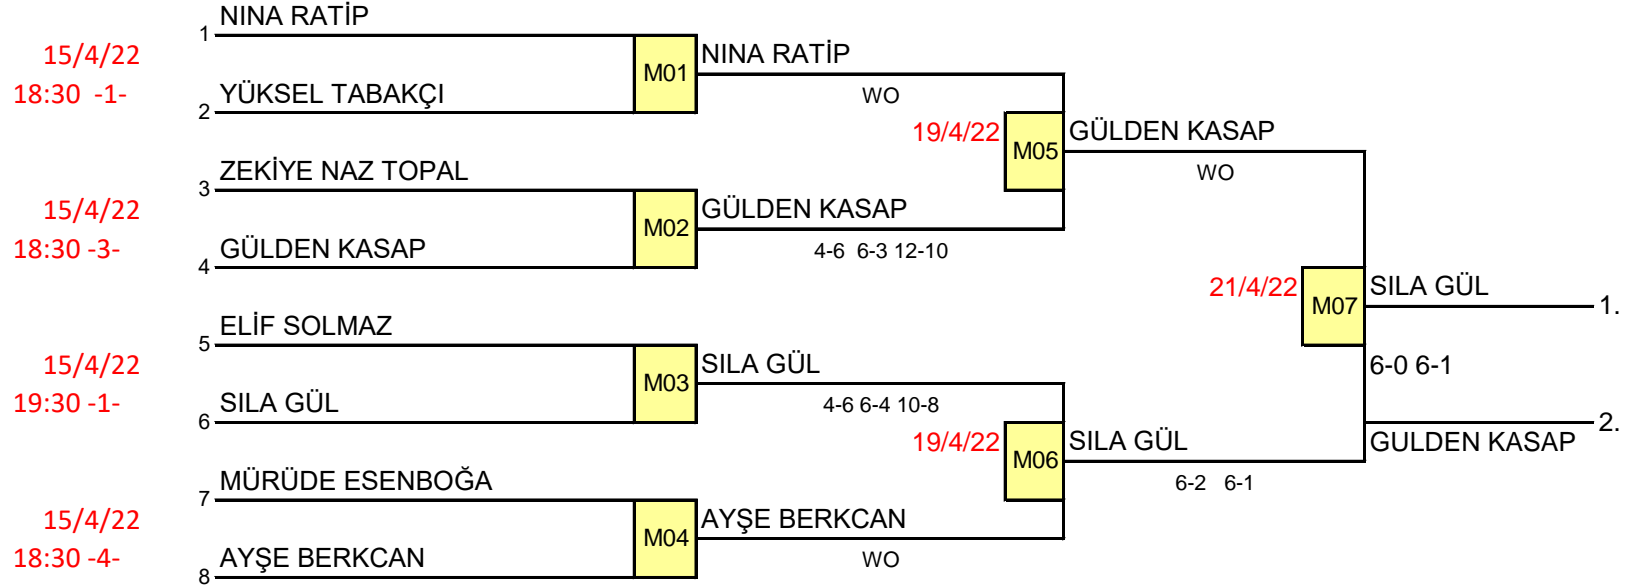 NINA RATİP
1
15/4/22
18:30 -1-
M01
NINA RATİP
YÜKSEL TABAKÇI
2
WO
19/4/22
M05
GÜLDEN KASAP
WO
ZEKİYE NAZ TOPAL
3
15/4/22
18:30 -3-
M02
GÜLDEN KASAP
GÜLDEN KASAP
4
4-6 6-3 12-10
21/4/22
M07
SILA GÜL
1.
6-0 6-1
ELİF SOLMAZ
5
15/4/22
19:30 -1-
M03
SILA GÜL
SILA GÜL
6
4-6 6-4 10-8
19/4/22
M06
SILA GÜL
6-2 6-1
2.
GULDEN KASAP
MÜRÜDE ESENBOĞA
7
15/4/22
18:30 -4-
M04
AYŞE BERKCAN
AYŞE BERKCAN
8
WO